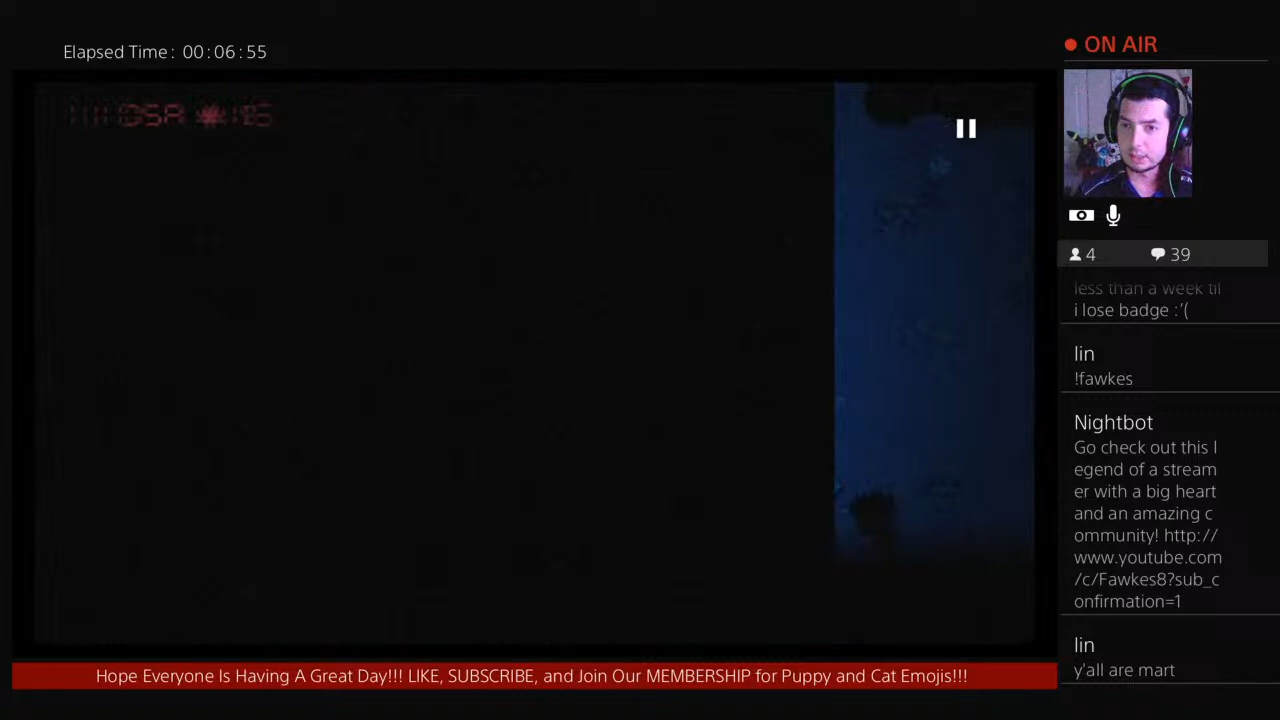 Elapsed Time: 00:06:55
ON AIR
4
39
less than a week til
i lose badge :'(
lin
!fawkes
Nightbot
Go check out this l
egend of a stream
er with a big heart
and an amazing c
ommunity! http://
www.youtube.com
/c/Fawkes8?sub_c
onfirmation=1
lin
y'all are mart
Hope Everyone Is Having A Great Day!!! LIKE, SUBSCRIBE, and Join Our MEMBERSHIP for Puppy and Cat Emojis!!!